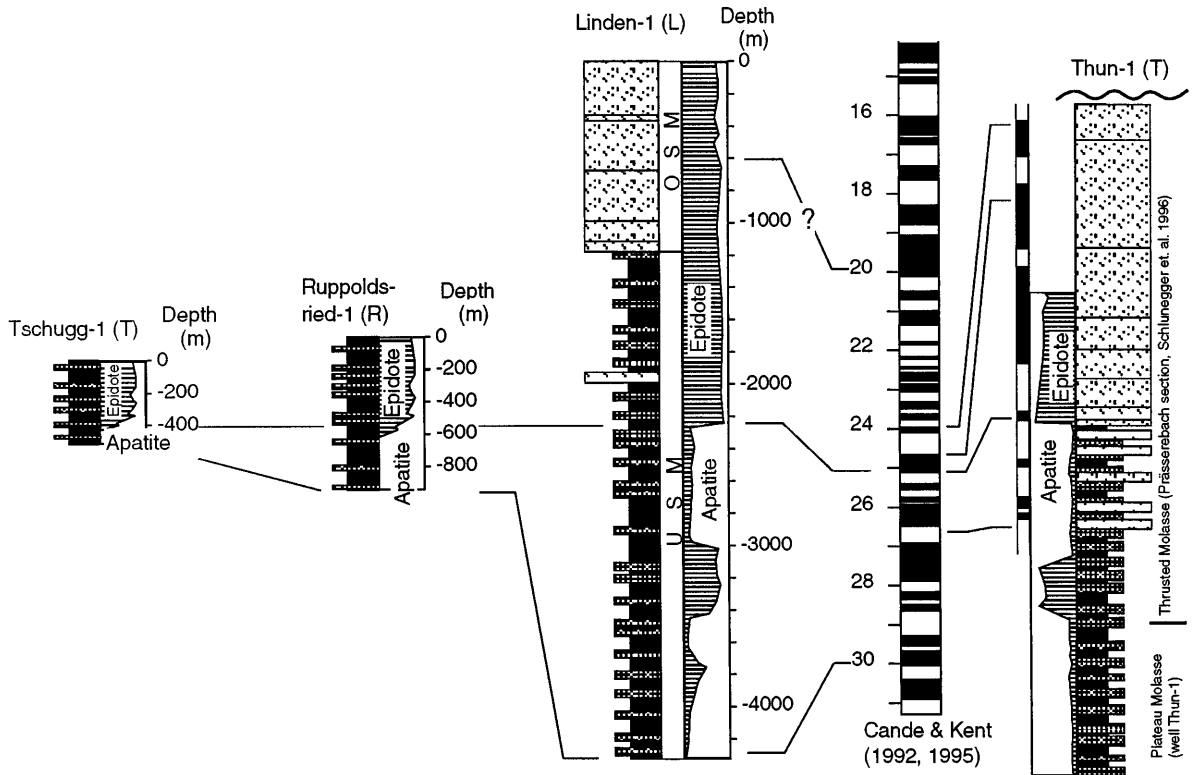 Linden-1 (L)
Depth
(m)
0
-1000
-2000
-3000
-4000
O S M
U S M
Epidote
Apatite
?
Tschugg-1 (T)
Depth
(m)
0
-200
-400
Epidote
Apatite
Ruppolds-
ried-1 (R)
Depth
(m)
0
-200
-400
-600
-800
Epidote
Apatite
16
18
20
22
24
26
28
30
Cande & Kent
(1992, 1995)
Thun-1 (T)
Epidote
Apatite
Thrusted Molasse (Prässerebach section, Schlunegger et. al. 1996)
Plateau Molasse
(well Thun-1)